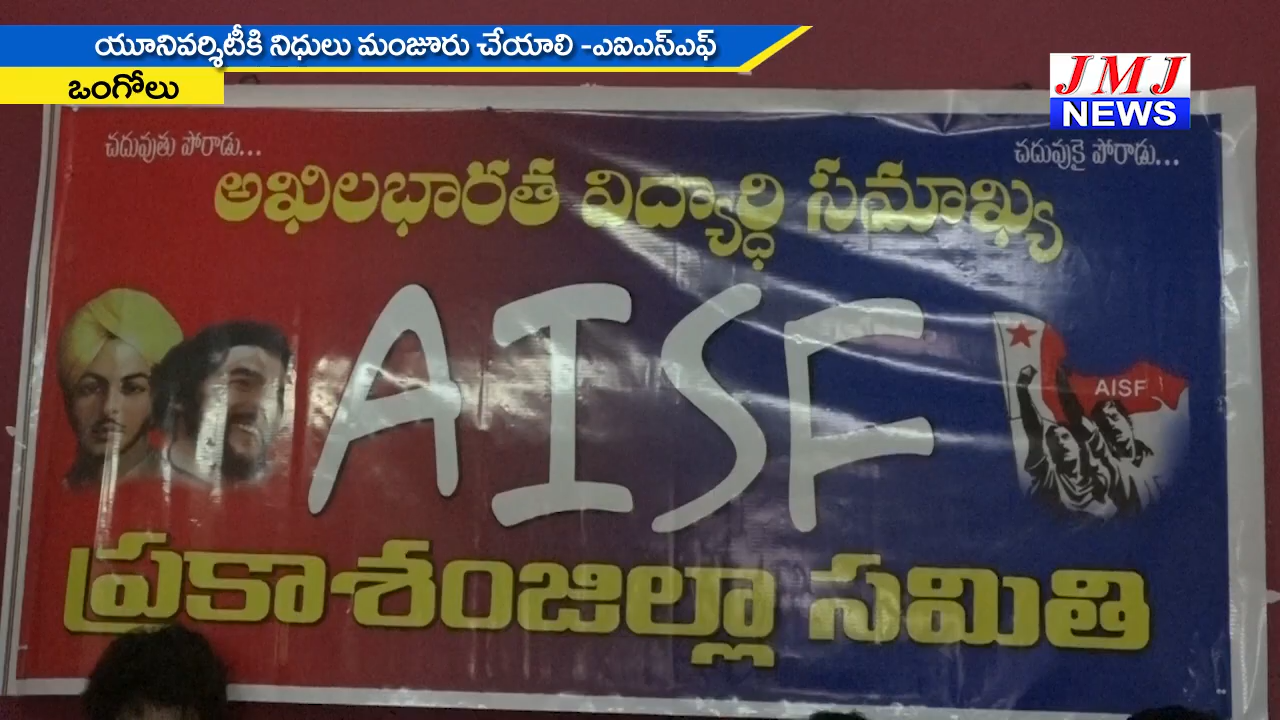 యూనివర్శిటీకి నిధులు మంజూరు చేయాలి -ఎఐఎస్ఎఫ్
ఒంగోలు
JMJ
NEWS
చదువుతు పోరాడు...
చదువుకై పోరాడు...
అఖిలభారత విద్యార్ధి సమాఖ్య
AISF
AISF
ప్రకాశంజిల్లా సమితి